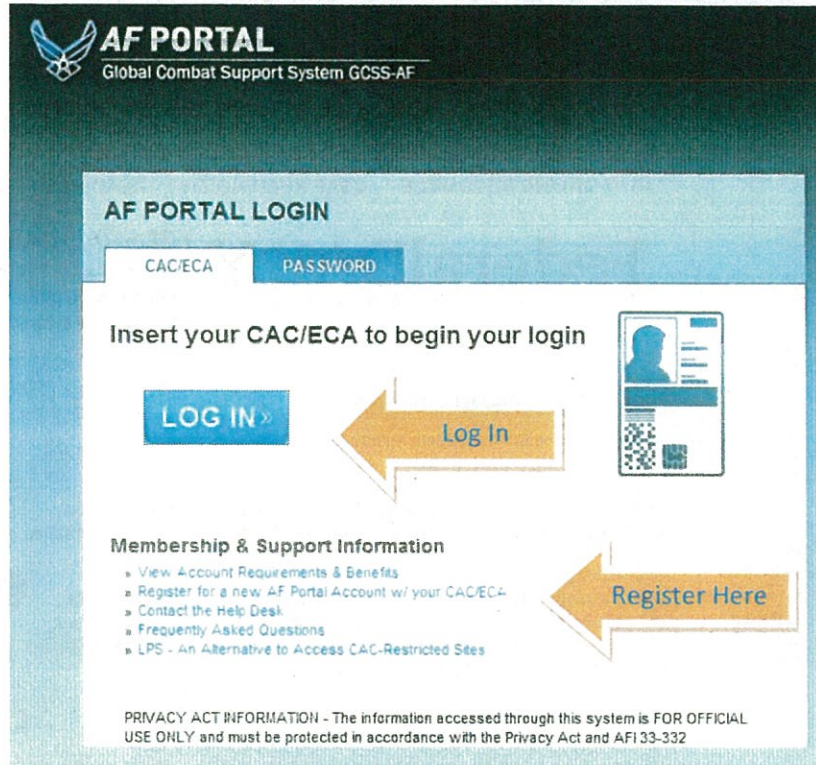 AF PORTAL
Global Combat Support System GCSS-AF
AF PORTAL LOGIN
CAC/ECA
PASSWORD
Insert your CAC/ECA to begin your login
LOG IN »
Log In
Membership & Support Information
» View Account Requirements & Benefits
» Register for a new AF Portal Account w/ your CAC/ECA
Register Here
» Contact the Help Desk
» Frequently Asked Questions
» LPS - An Alternative to Access CAC-Restricted Sites
PRIVACY ACT INFORMATION - The information accessed through this system is FOR OFFICIAL
USE ONLY and must be protected in accordance with the Privacy Act and AFI 33-332